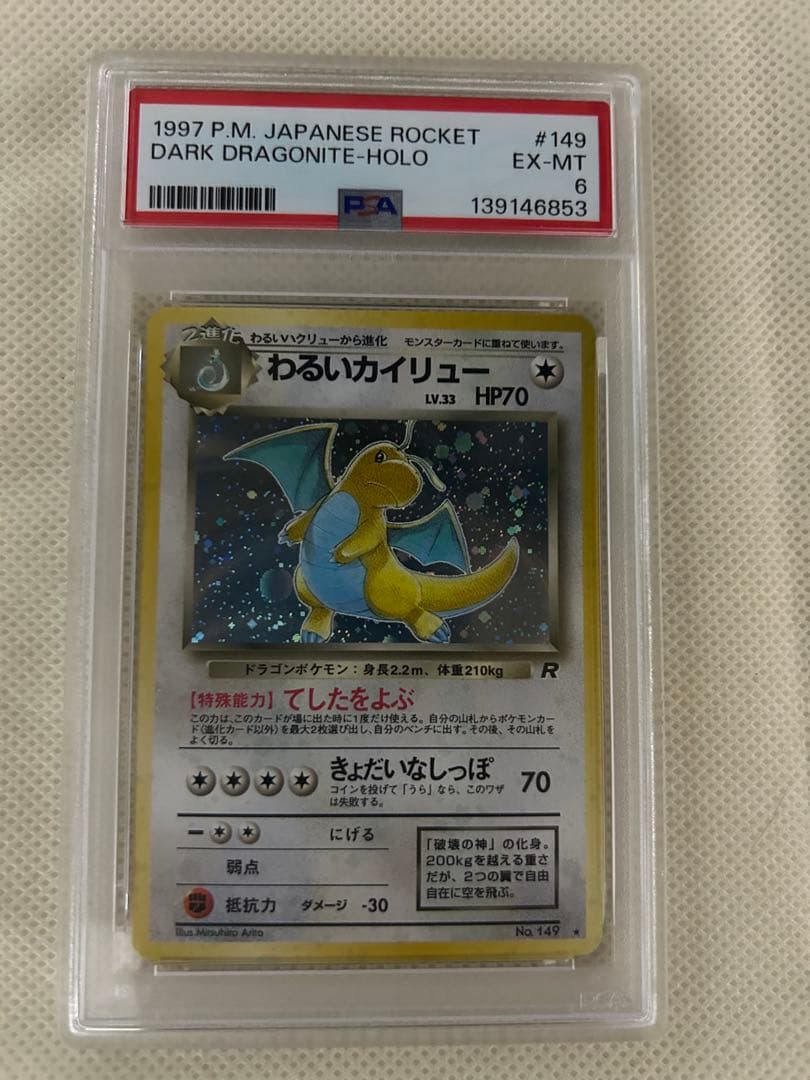 1997 P.M. JAPANESE ROCKET #149
DARK DRAGONITE-HOLO EX-MT
6
PSA 139146853
2進化 わるいハクリューから進化 モンスターカードに重ねて使います。
わるいカイリュー
LV.33 HP70
ドラゴンポケモン:身長2.2m、体重210kg R
【特殊能力】てしたをよぶ
この力は、このカードが場に出た時に1度だけ使える。自分の山札からポケモンカー
ド(進化カード以外)を最大2枚選び出し、自分のベンチに出す。その後、その山札を
よく切る。
きょだいなしっぽ 70
コインを投げて「うら」なら、このワザ
は失敗する。
にげる
弱点
抵抗力 ダメージ -30
「破壊の神」の化身。
200kgを越える重さ
だが、2つの翼で自由
自在に空を飛ぶ。
Illus.Mitsuhiro Arita No. 149 ★